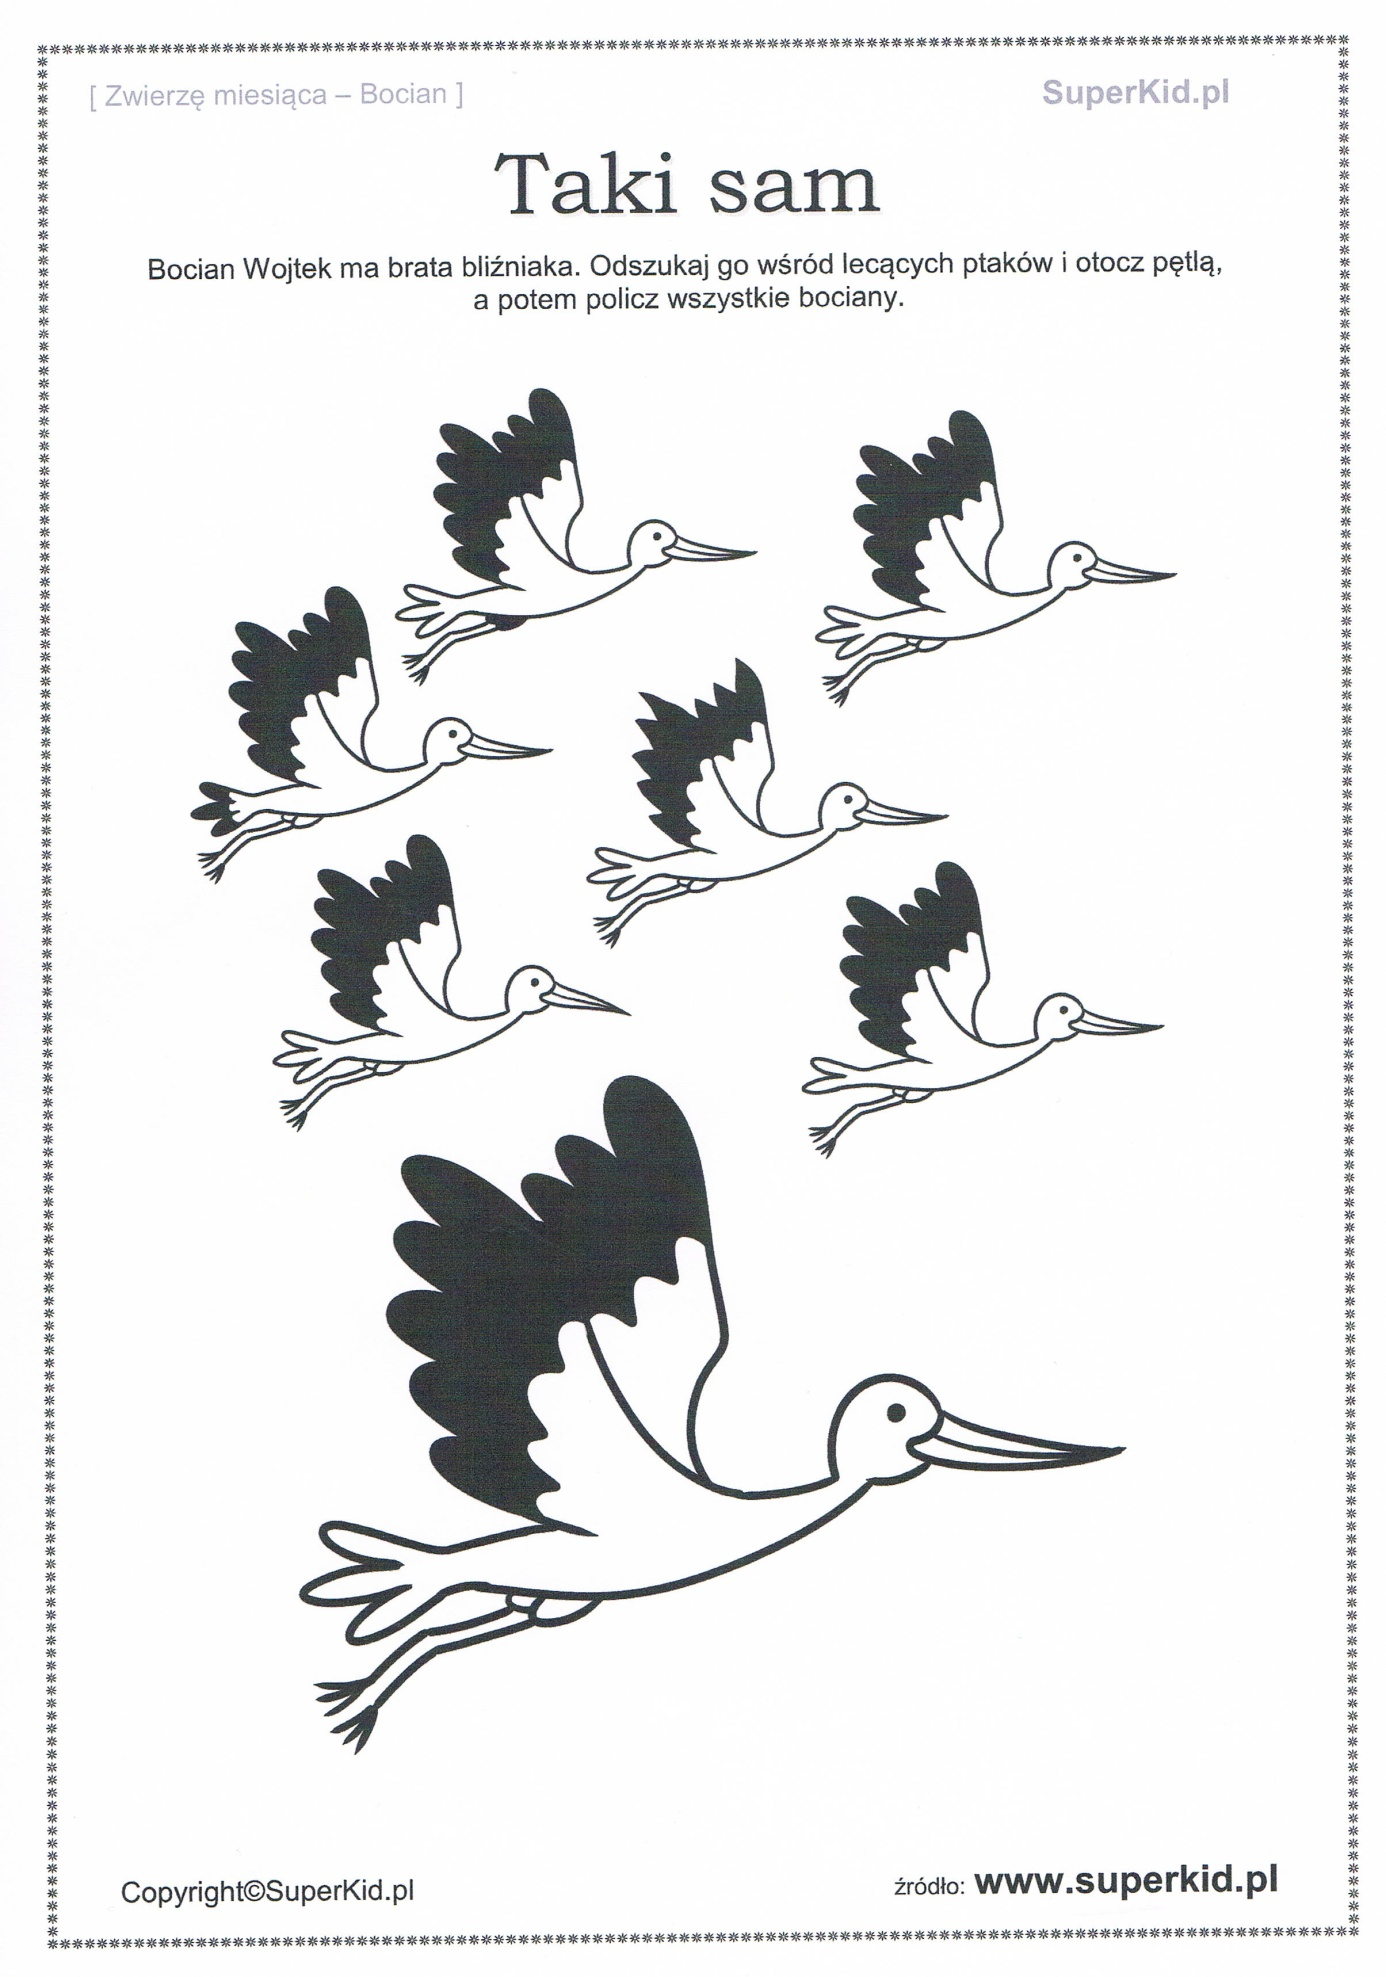 [ Zwierzę miesiąca – Bocian ]
SuperKid.pl
Taki sam
Bocian Wojtek ma brata bliźniaka. Odszukaj go wśród lecących ptaków i otocz pętlą,
a potem policz wszystkie bociany.
Copyright©SuperKid.pl
źródło: www.superkid.pl